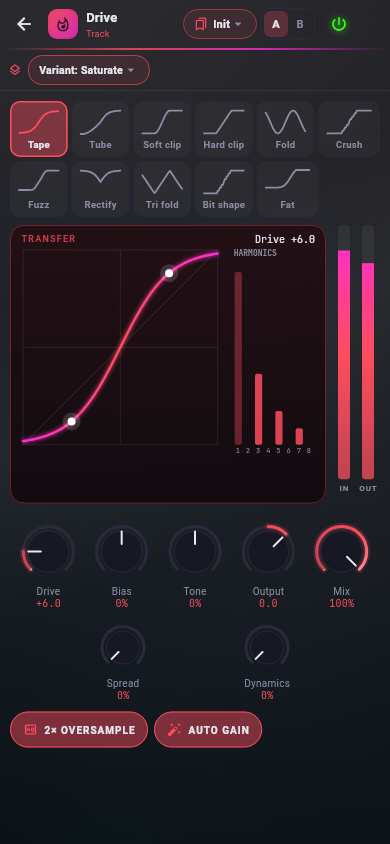 Drive
Track
Init
A B
Variant: Saturate
Tape Tube Soft clip Hard clip Fold Crush
Fuzz Rectify Tri fold Bit shape Fat
TRANSFER
Drive +6.0
HARMONICS
1 2 3 4 5 6 7 8
IN OUT
Drive Bias Tone Output Mix
+6.0 0% 0% 0.0 100%
Spread Dynamics
0% 0%
HQ 2× OVERSAMPLE AUTO GAIN